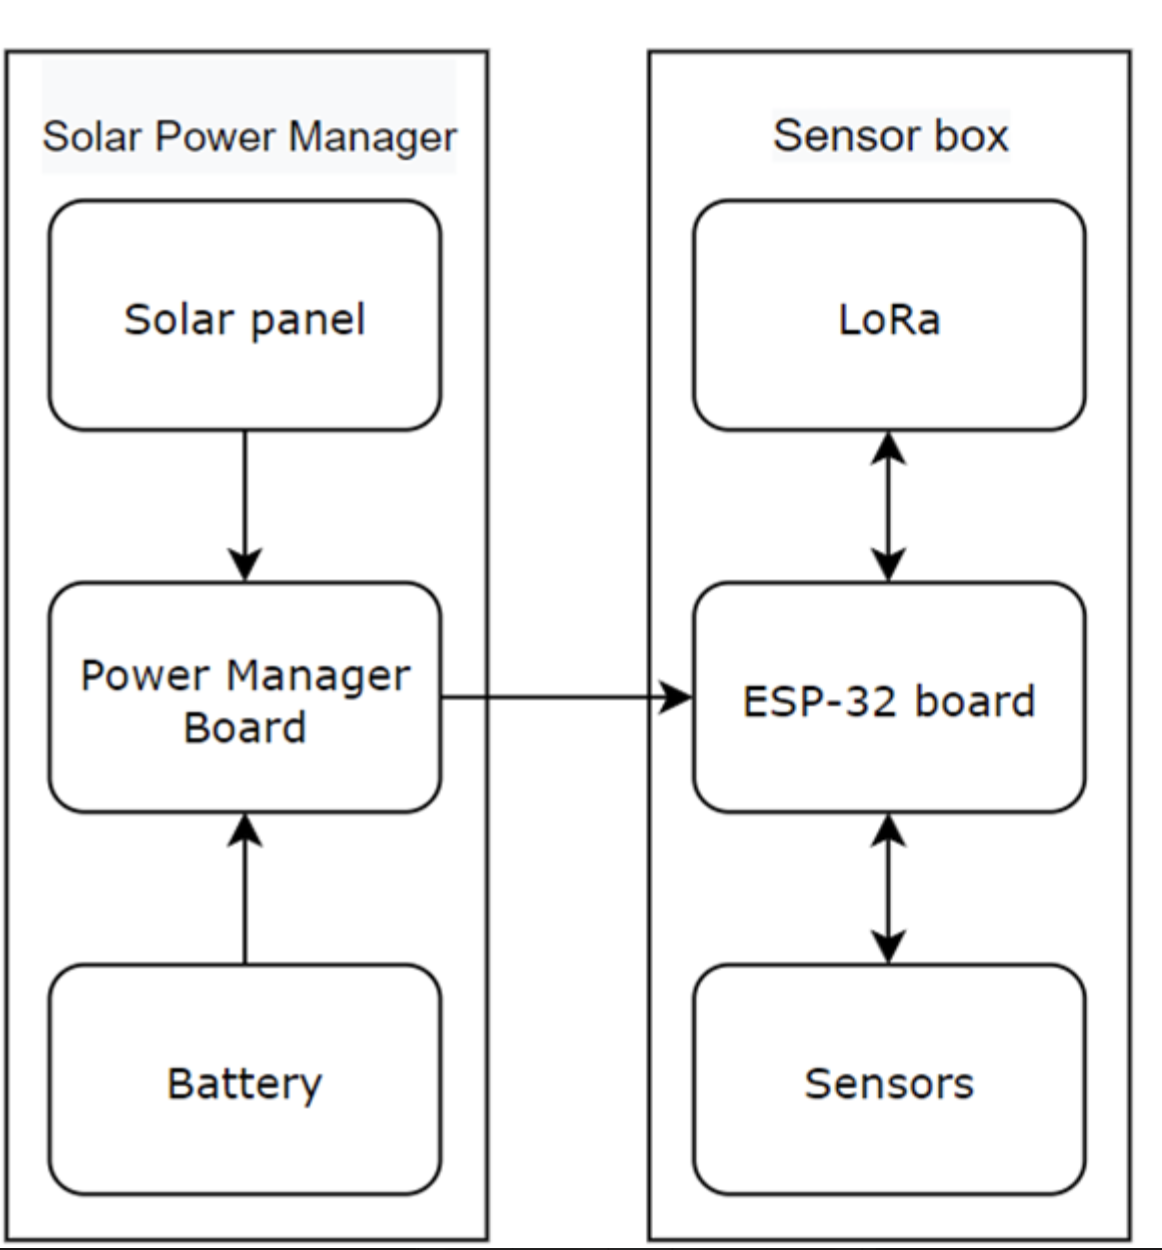 Solar Power Manager
Solar panel
Power Manager
Board
Battery
Sensor box
LoRa
ESP-32 board
Sensors